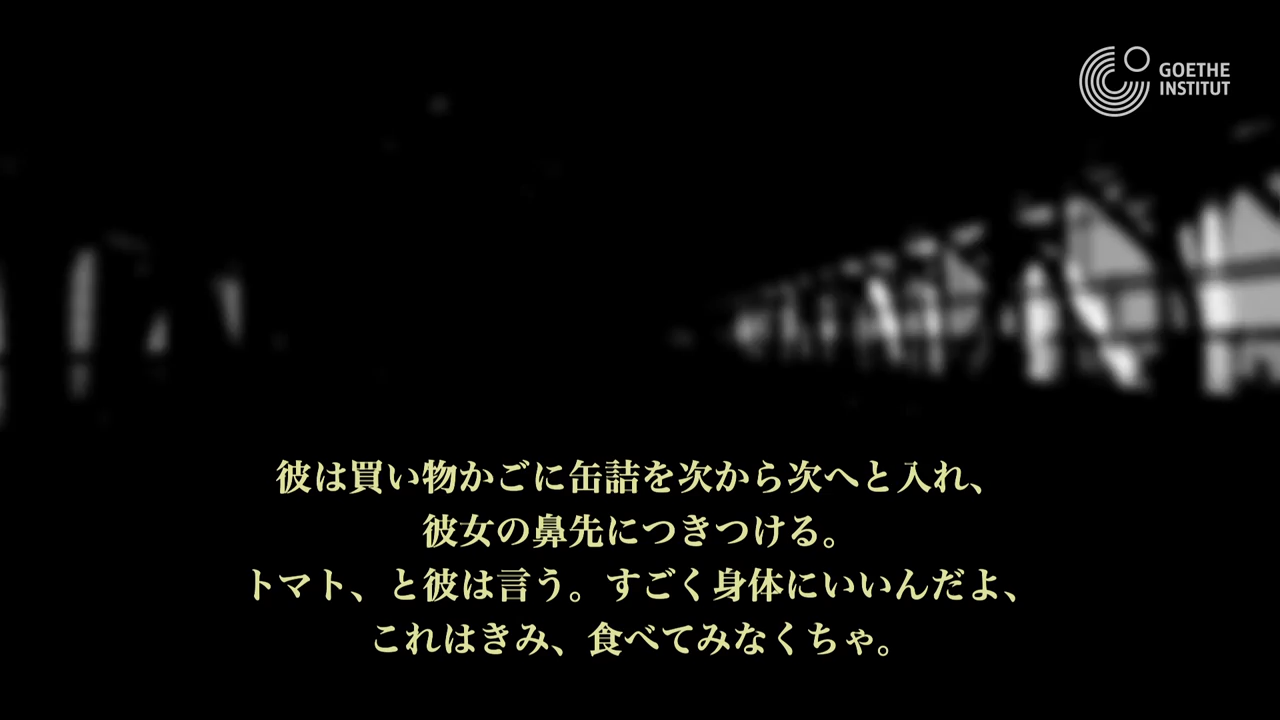 GOETHE
INSTITUT
彼は買い物かごに缶詰を次から次へと入れ、
彼女の鼻先につきつける。
トマト、と彼は言う。すごく身体にいいんだよ、
これはきみ、食べてみなくちゃ。